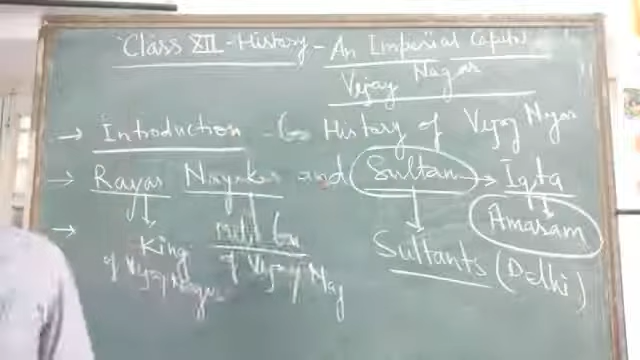 Class XII - History - An Imperial Capital
Vijay Nagar
→ Introduction - History of Vijay Nagar
→ Rayas Nayakas and Sultan → Iqta
→ Amaram
King
of Vijay Nagar
of Vijay Nag
Sultants (Delhi)